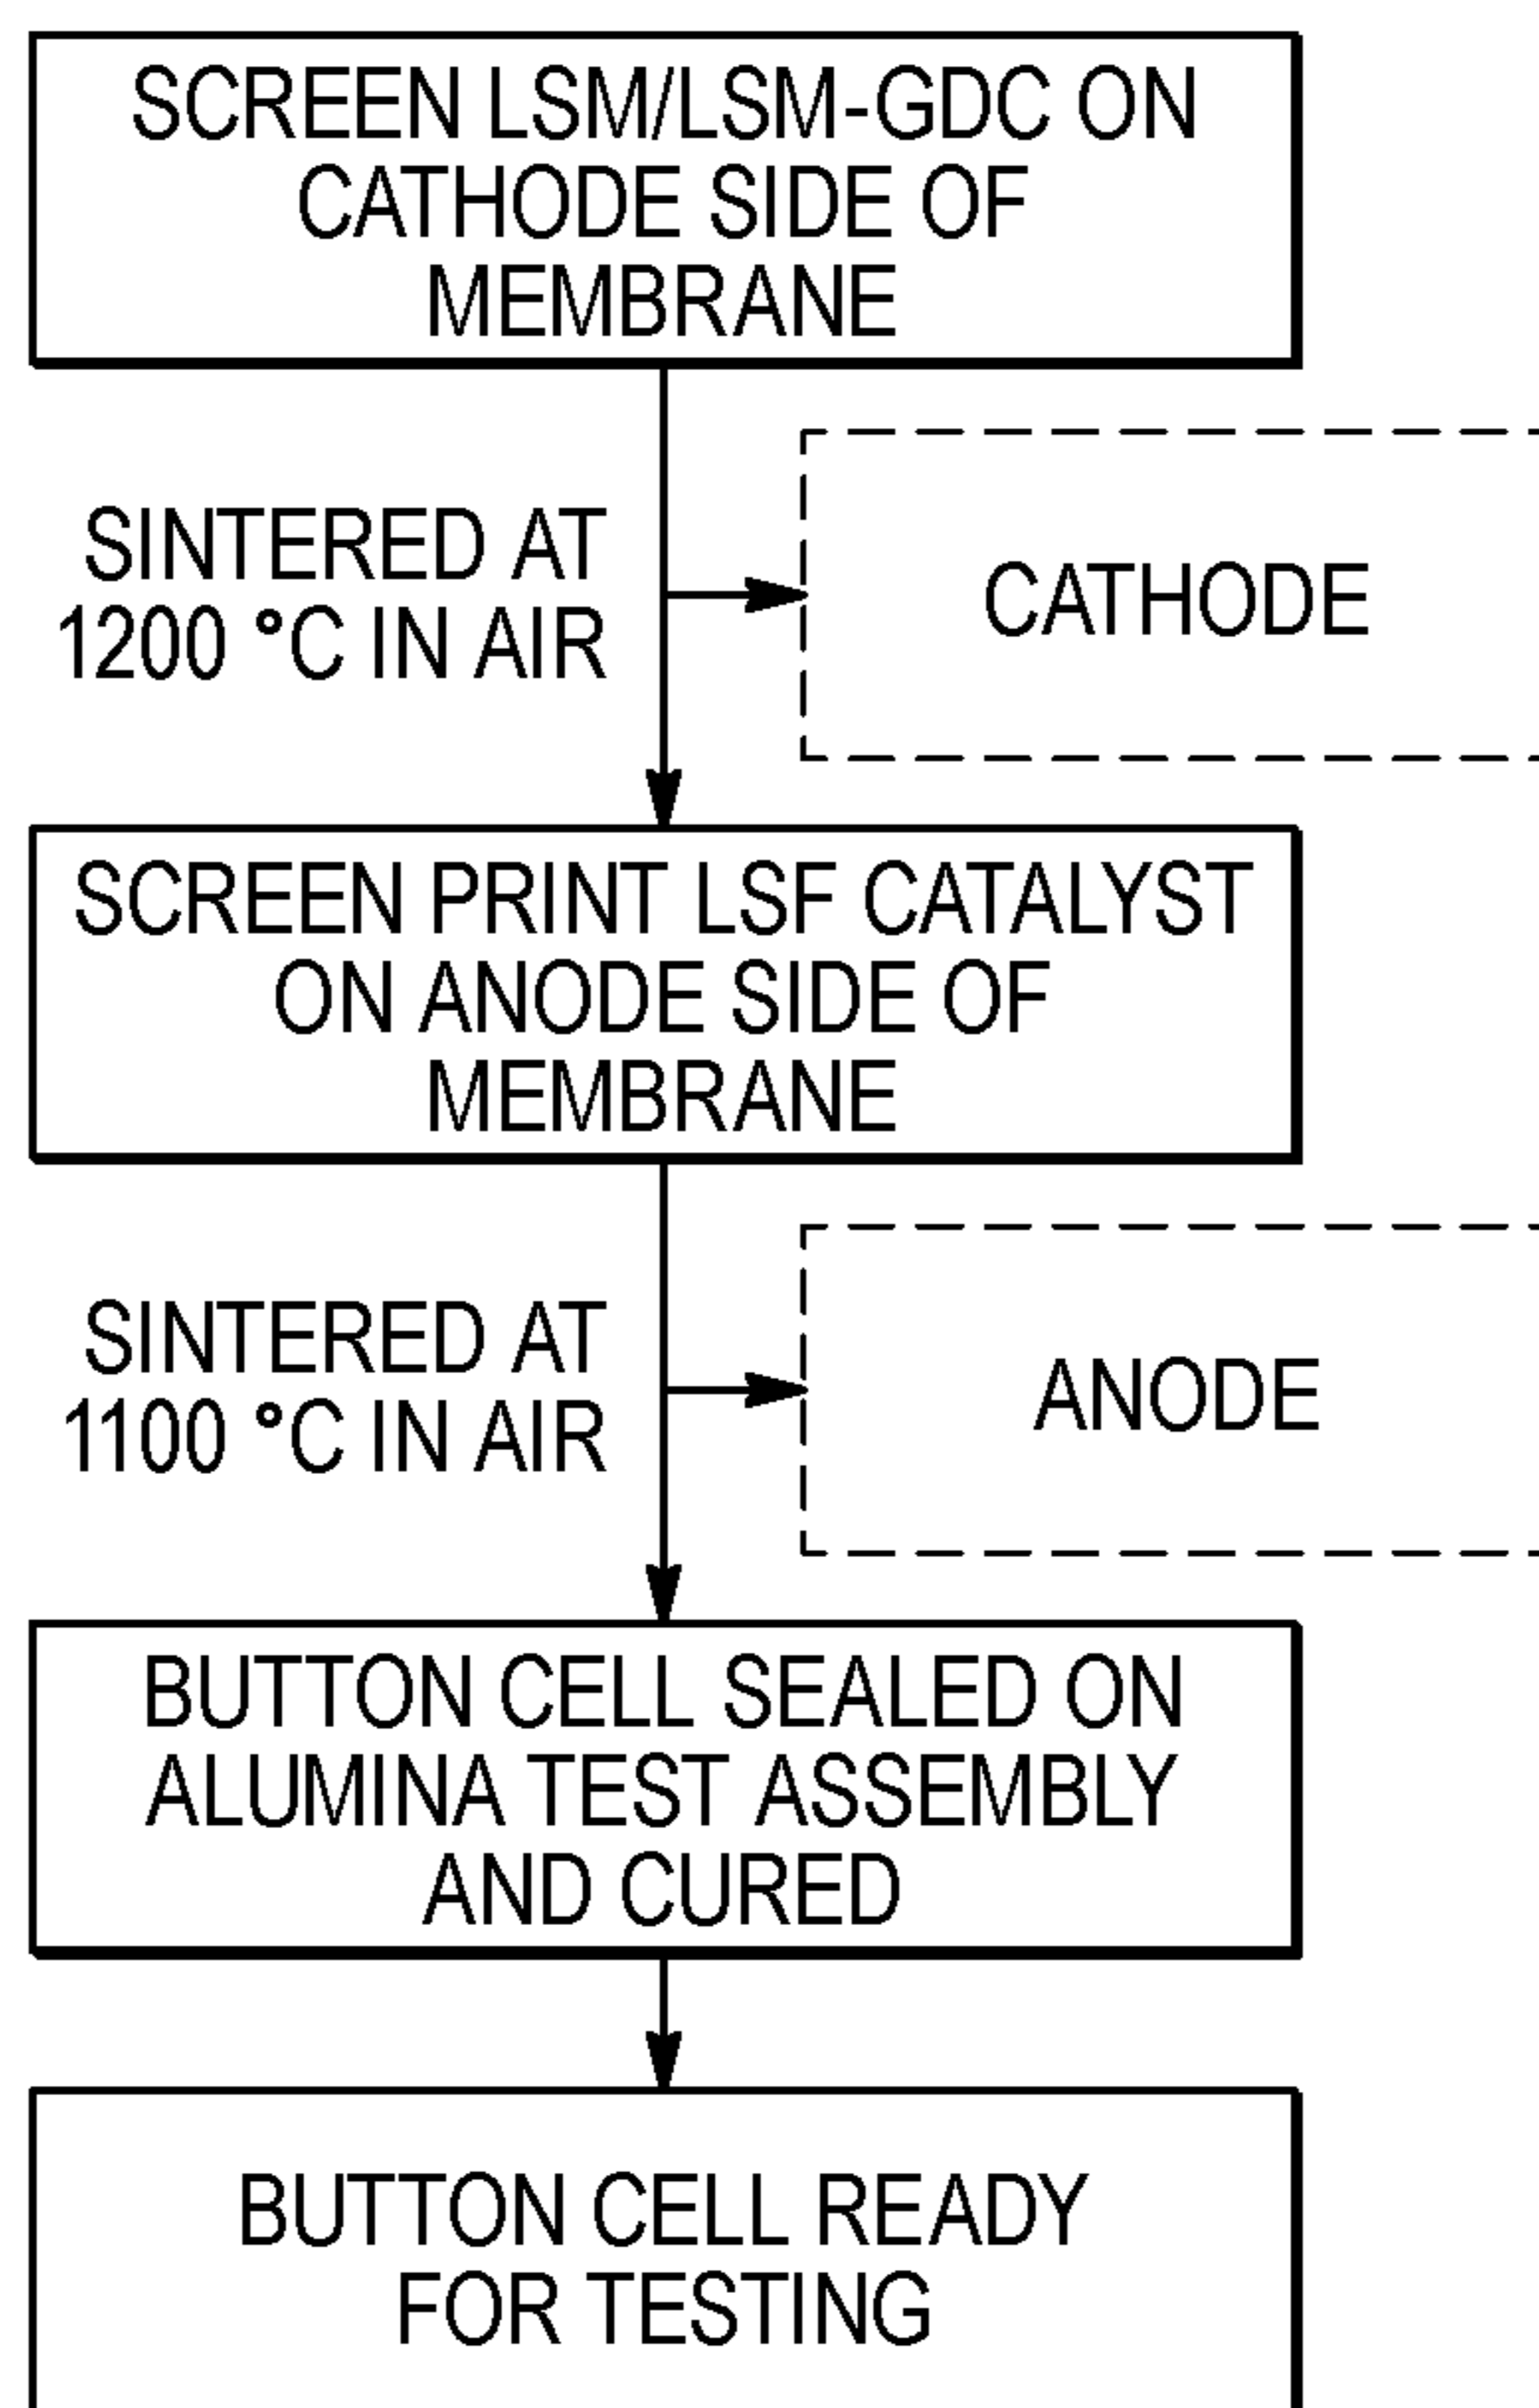 SCREEN LSM/LSM-GDC ON
CATHODE SIDE OF
MEMBRANE
SINTERED AT
1200 °C IN AIR
CATHODE
SCREEN PRINT LSF CATALYST
ON ANODE SIDE OF
MEMBRANE
SINTERED AT
1100 °C IN AIR
ANODE
BUTTON CELL SEALED ON
ALUMINA TEST ASSEMBLY
AND CURED
BUTTON CELL READY
FOR TESTING